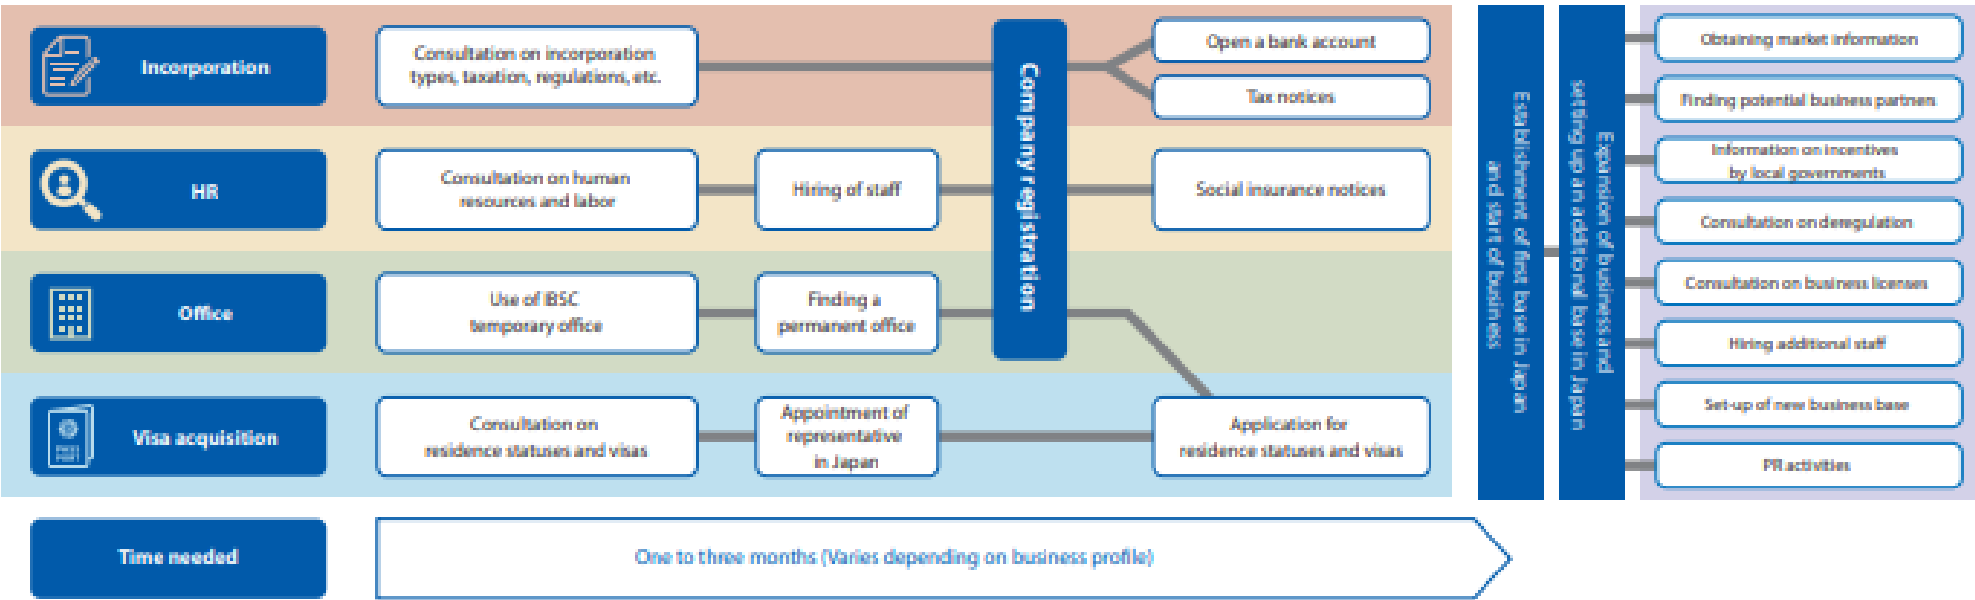 Incorporation
Consultation on incorporation
types, taxation, regulations, etc.
Open a bank account
Tax notices
HR
Consultation on human
resources and labor
Hiring of staff
Social insurance notices
Office
Use of IBSC
temporary office
Finding a
permanent office
Visa acquisition
Consultation on
residence statuses and visas
Appointment of
representative
in Japan
Application for
residence statuses and visas
Company registration
Establishment of first base in Japan
and start of business
Expansion of business and
setting up an additional base in Japan
Obtaining market information
Finding potential business partners
Information on incentives
by local governments
Consultation on deregulation
Consultation on business licenses
Hiring additional staff
Set-up of new business base
PR activities
Time needed
One to three months (Varies depending on business profile)